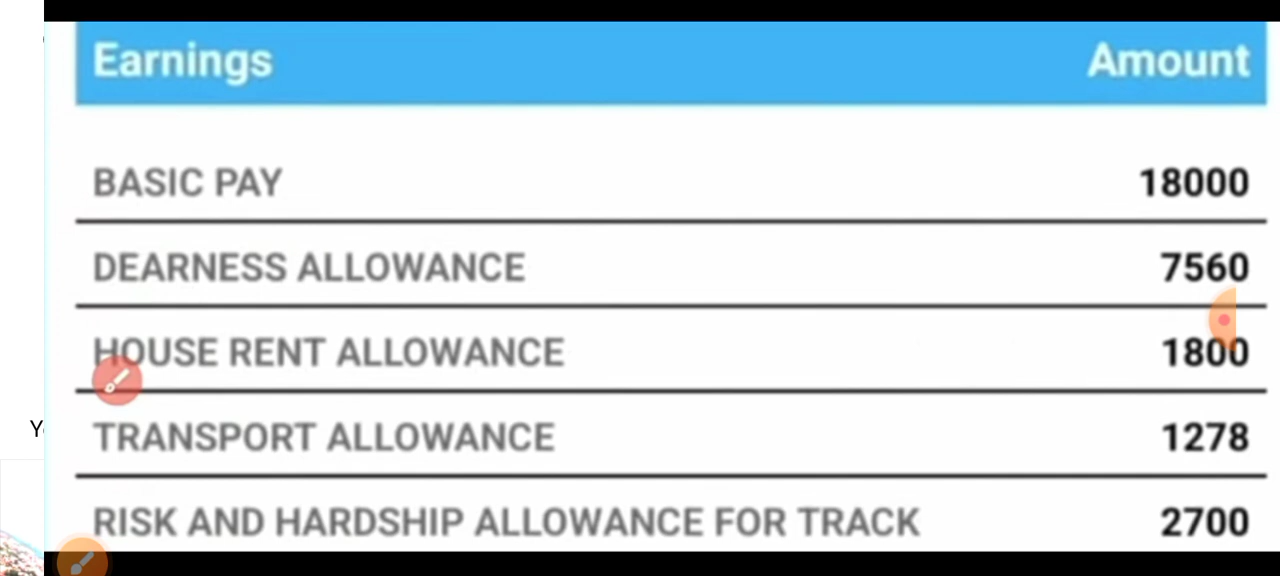 Earnings Amount
BASIC PAY 18000
DEARNESS ALLOWANCE 7560
HOUSE RENT ALLOWANCE 1800
TRANSPORT ALLOWANCE 1278
RISK AND HARDSHIP ALLOWANCE FOR TRACK 2700